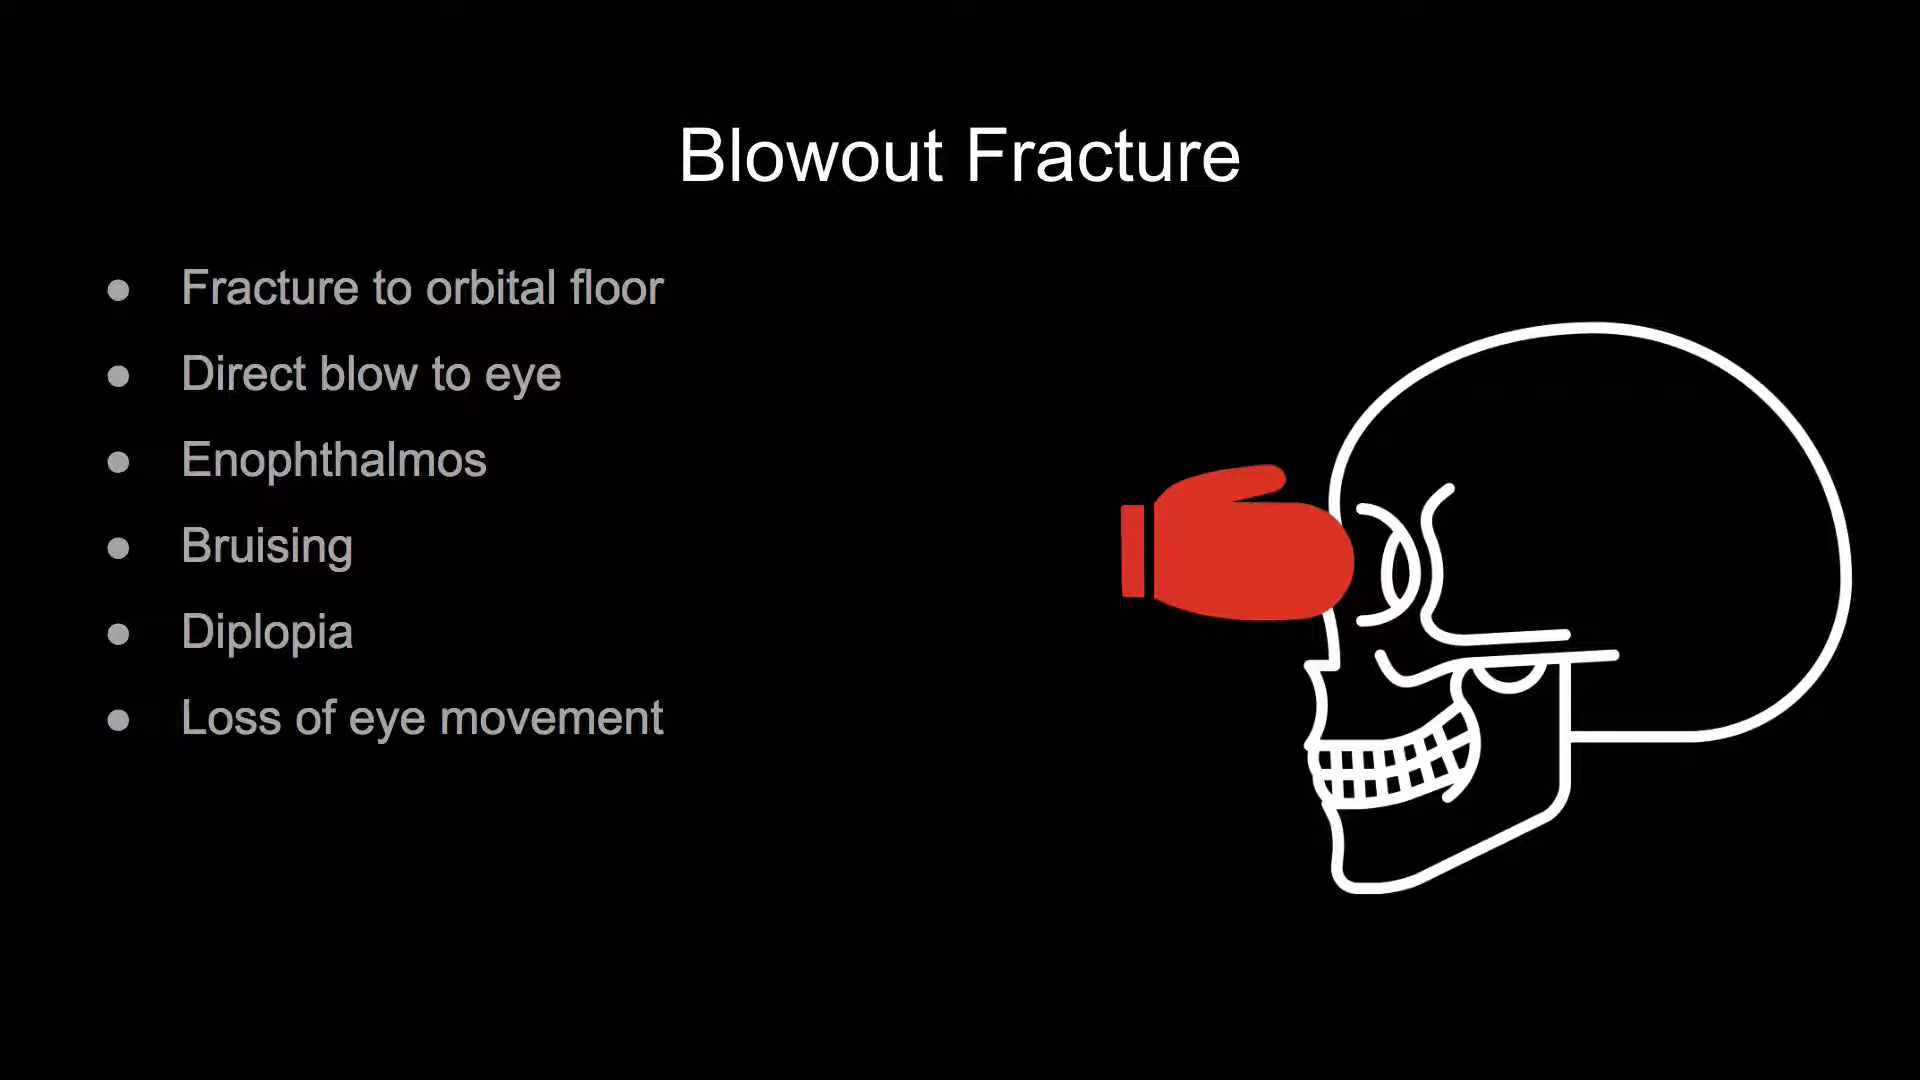 Blowout Fracture
● Fracture to orbital floor
● Direct blow to eye
● Enophthalmos
● Bruising
● Diplopia
● Loss of eye movement